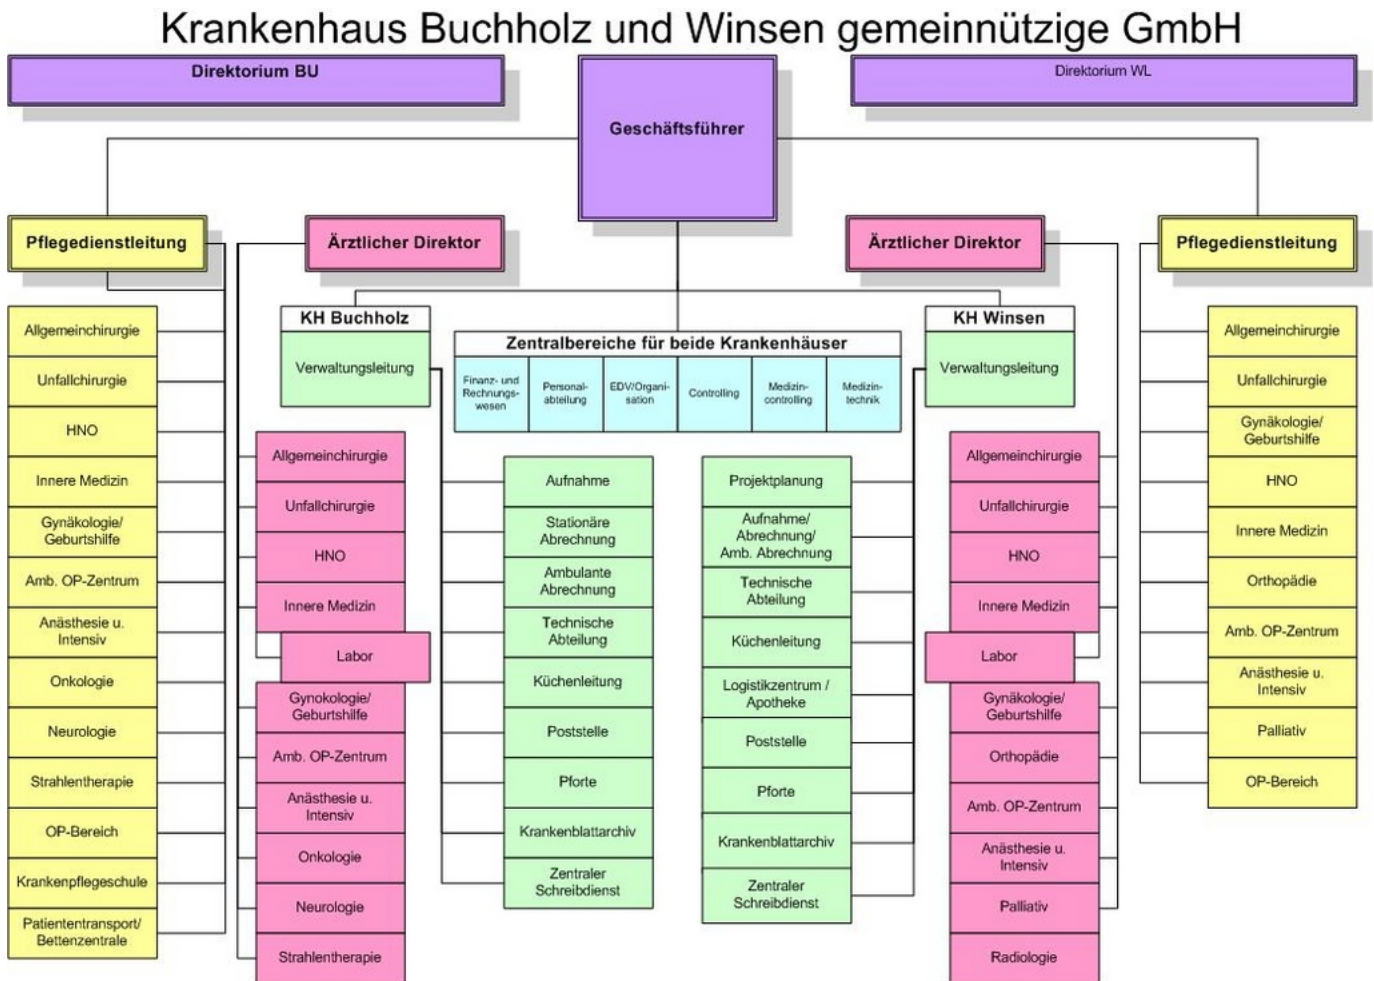 Krankenhaus Buchholz und Winsen gemeinnützige GmbH
Direktorium BU
Geschäftsführer
Direktorium WL
Pflegedienstleitung
Ärztlicher Direktor
Ärztlicher Direktor
Pflegedienstleitung
Allgemeinchirurgie
Unfallchirurgie
HNO
Innere Medizin
Gynäkologie/
Geburtshilfe
Amb. OP-Zentrum
Anästhesie u.
Intensiv
Onkologie
Neurologie
Strahlentherapie
OP-Bereich
Krankenpflegeschule
Patiententransport/
Bettenzentrale
Allgemeinchirurgie
Unfallchirurgie
HNO
Innere Medizin
Labor
Gynokologie/
Geburtshilfe
Amb. OP-Zentrum
Anästhesie u.
Intensiv
Onkologie
Neurologie
Strahlentherapie
KH Buchholz
Verwaltungsleitung
Aufnahme
Stationäre
Abrechnung
Ambulante
Abrechnung
Technische
Abteilung
Küchenleitung
Poststelle
Pforte
Krankenblattarchiv
Zentraler
Schreibdienst
Zentralbereiche für beide Krankenhäuser
Finanz- und
Rechnungs-
wesen
Personal-
abteilung
EDV/Organi-
sation
Controlling
Medizin-
controlling
Medizin-
technik
KH Winsen
Verwaltungsleitung
Projektplanung
Aufnahme/
Abrechnung/
Amb. Abrechnung
Technische
Abteilung
Küchenleitung
Logistikzentrum /
Apotheke
Poststelle
Pforte
Krankenblattarchiv
Zentraler
Schreibdienst
Allgemeinchirurgie
Unfallchirurgie
HNO
Innere Medizin
Labor
Gynäkologie/
Geburtshilfe
Orthopädie
Amb. OP-Zentrum
Anästhesie u.
Intensiv
Palliativ
Radiologie
Allgemeinchirurgie
Unfallchirurgie
Gynäkologie/
Geburtshilfe
HNO
Innere Medizin
Orthopädie
Amb. OP-Zentrum
Anästhesie u.
Intensiv
Palliativ
OP-Bereich